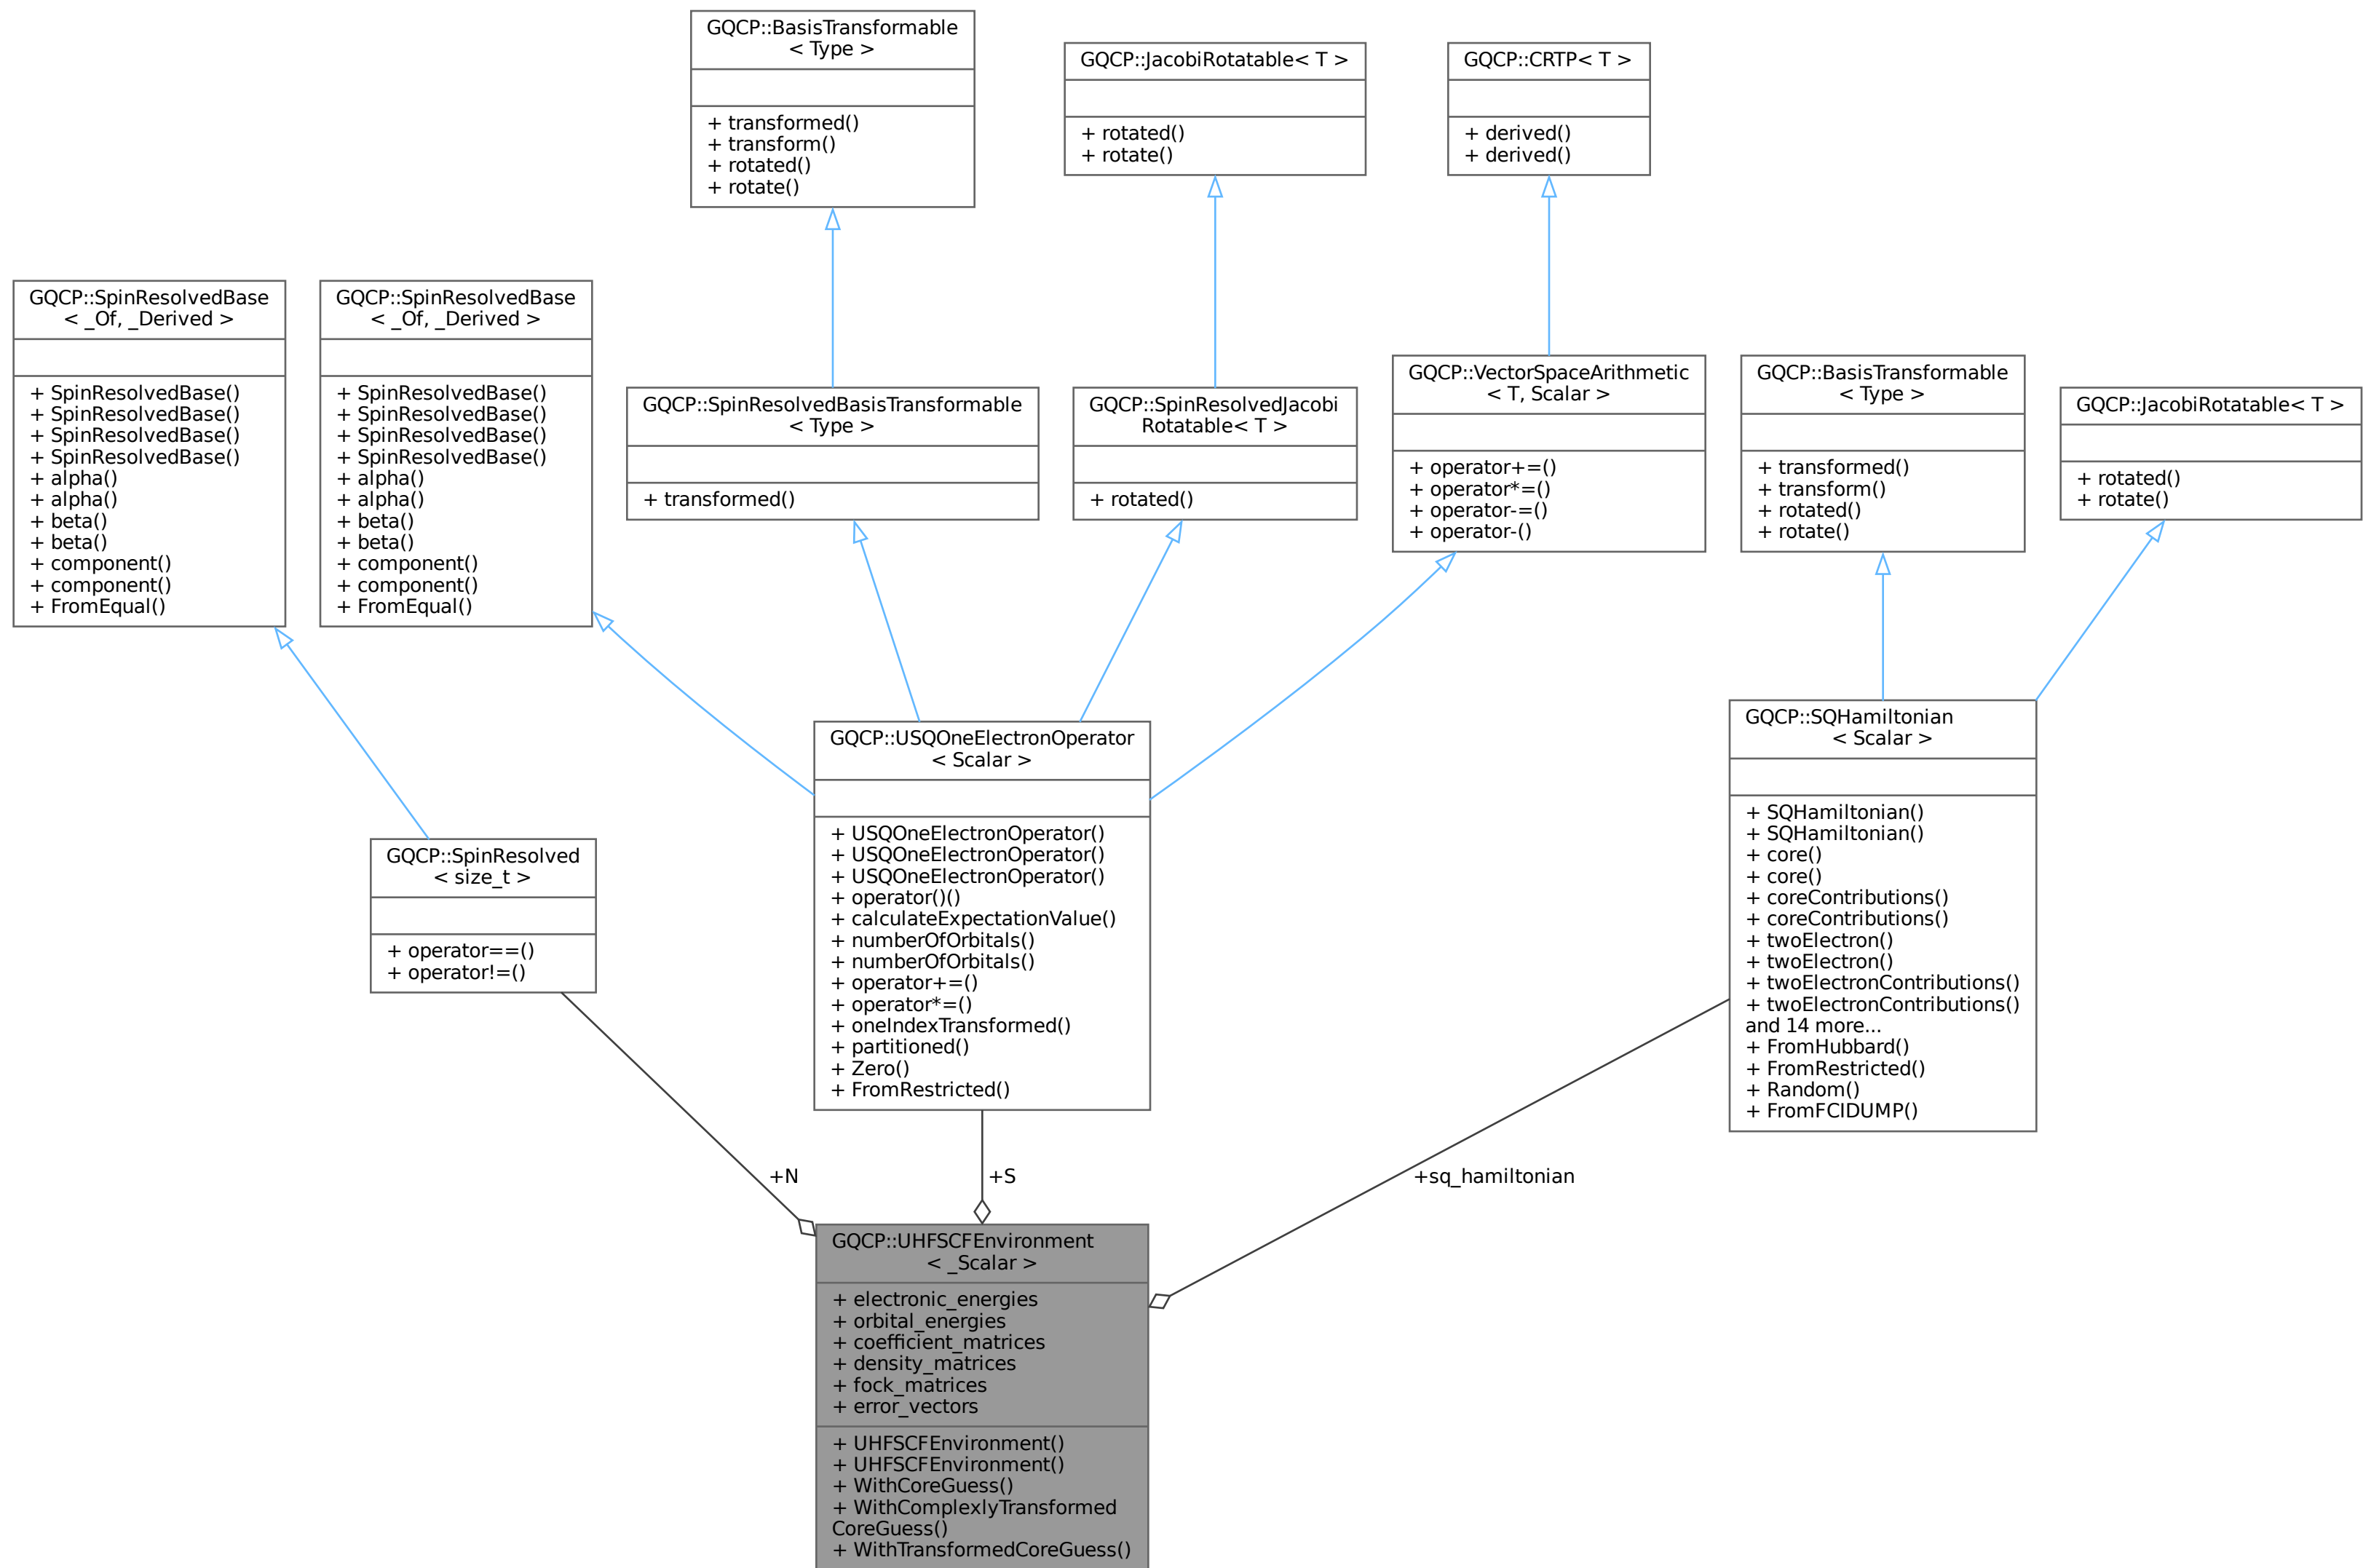 GQCP::BasisTransformable
< Type >
+ transformed()
+ transform()
+ rotated()
+ rotate()
GQCP::JacobiRotatable< T >
+ rotated()
+ rotate()
GQCP::CRTP< T >
+ derived()
+ derived()
GQCP::SpinResolvedBase
< _Of, _Derived >
+ SpinResolvedBase()
+ SpinResolvedBase()
+ SpinResolvedBase()
+ SpinResolvedBase()
+ alpha()
+ alpha()
+ beta()
+ beta()
+ component()
+ component()
+ FromEqual()
GQCP::SpinResolvedBase
< _Of, _Derived >
+ SpinResolvedBase()
+ SpinResolvedBase()
+ SpinResolvedBase()
+ SpinResolvedBase()
+ alpha()
+ alpha()
+ beta()
+ beta()
+ component()
+ component()
+ FromEqual()
GQCP::SpinResolvedBasisTransformable
< Type >
+ transformed()
GQCP::SpinResolvedJacobi
Rotatable< T >
+ rotated()
GQCP::VectorSpaceArithmetic
< T, Scalar >
+ operator+=()
+ operator*=()
+ operator-=()
+ operator-()
GQCP::BasisTransformable
< Type >
+ transformed()
+ transform()
+ rotated()
+ rotate()
GQCP::JacobiRotatable< T >
+ rotated()
+ rotate()
GQCP::SpinResolved
< size_t >
+ operator==()
+ operator!=()
GQCP::USQOneElectronOperator
< Scalar >
+ USQOneElectronOperator()
+ USQOneElectronOperator()
+ USQOneElectronOperator()
+ operator()()
+ calculateExpectationValue()
+ numberOfOrbitals()
+ numberOfOrbitals()
+ operator+=()
+ operator*=()
+ oneIndexTransformed()
+ partitioned()
+ Zero()
+ FromRestricted()
GQCP::SQHamiltonian
< Scalar >
+ SQHamiltonian()
+ SQHamiltonian()
+ core()
+ core()
+ coreContributions()
+ coreContributions()
+ twoElectron()
+ twoElectron()
+ twoElectronContributions()
+ twoElectronContributions()
and 14 more...
+ FromHubbard()
+ FromRestricted()
+ Random()
+ FromFCIDUMP()
+N
+S
+sq_hamiltonian
GQCP::UHFSCFEnvironment
< _Scalar >
+ electronic_energies
+ orbital_energies
+ coefficient_matrices
+ density_matrices
+ fock_matrices
+ error_vectors
+ UHFSCFEnvironment()
+ UHFSCFEnvironment()
+ WithCoreGuess()
+ WithComplexlyTransformed
CoreGuess()
+ WithTransformedCoreGuess()